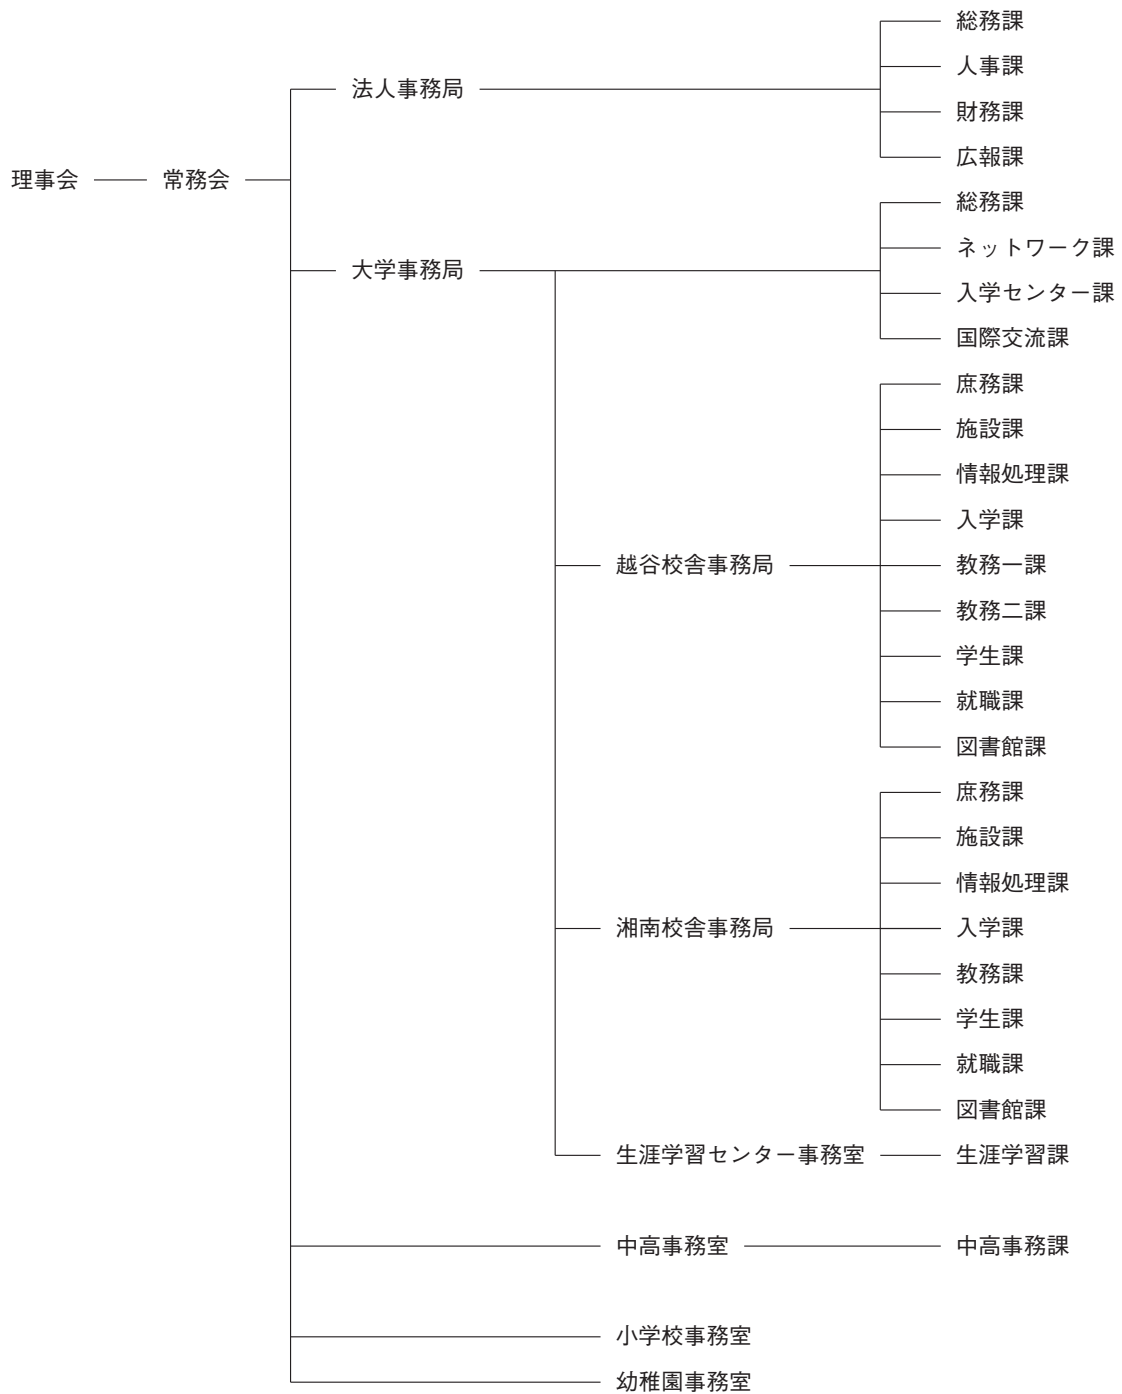 総務課
人事課
法人事務局
財務課
広報課
理事会 常務会
総務課
ネットワーク課
大学事務局
入学センター課
国際交流課
庶務課
施設課
情報処理課
入学課
越谷校舎事務局 教務一課
教務二課
学生課
就職課
図書館課
庶務課
施設課
情報処理課
湘南校舎事務局 入学課
教務課
学生課
就職課
図書館課
生涯学習センター事務室 生涯学習課
中高事務室 中高事務課
小学校事務室
幼稚園事務室